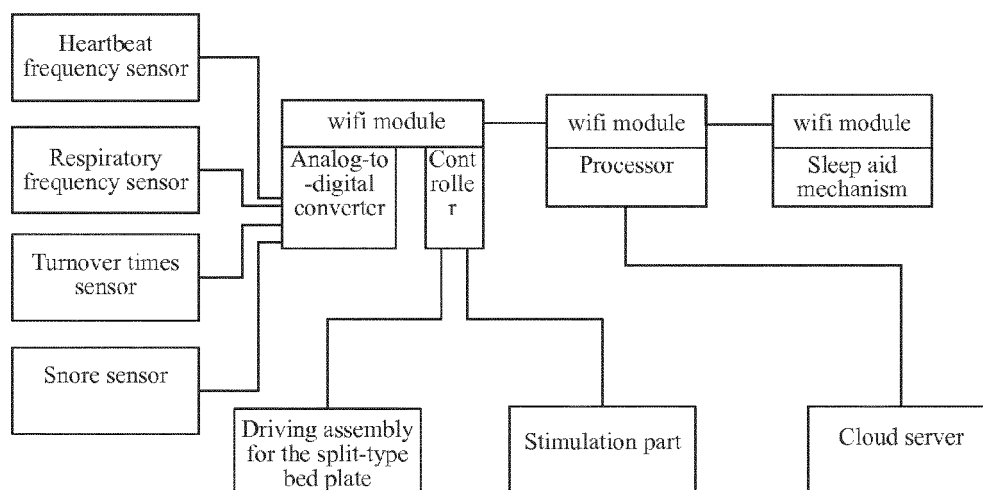 Heartbeat
frequency sensor
Respiratory
frequency sensor
Turnover times
sensor
Snore sensor
wifi module
Analog-to
-digital
converter
Cont
rolle
r
wifi module
Processor
wifi module
Sleep aid
mechanism
Driving assembly
for the split-type
bed plate
Stimulation part
Cloud server